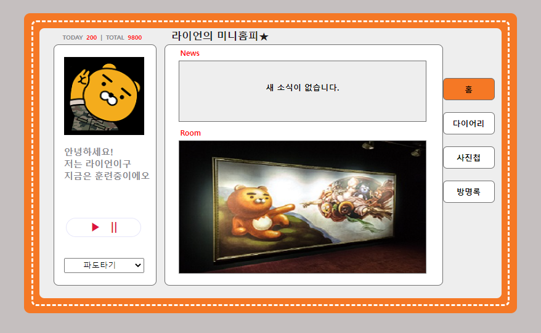 TODAY 200 | TOTAL 9800
라이언의 미니홈피★
안녕하세요!
저는 라이언이구
지금은 훈련중이에오
파도타기
News
새 소식이 없습니다.
Room
홈
다이어리
사진첩
방명록